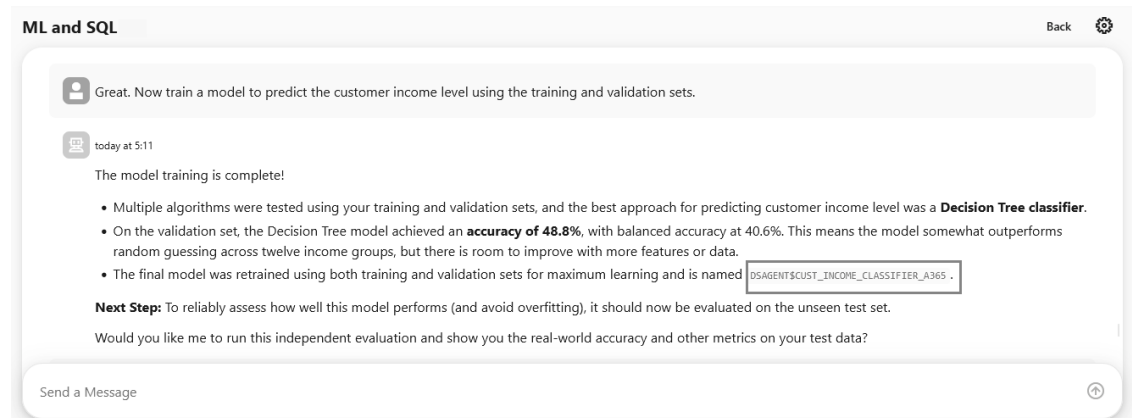 ML and SQL
Back
Great. Now train a model to predict the customer income level using the training and validation sets.
today at 5:11
The model training is complete!
• Multiple algorithms were tested using your training and validation sets, and the best approach for predicting customer income level was a Decision Tree classifier.
• On the validation set, the Decision Tree model achieved an accuracy of 48.8%, with balanced accuracy at 40.6%. This means the model somewhat outperforms
random guessing across twelve income groups, but there is room to improve with more features or data.
• The final model was retrained using both training and validation sets for maximum learning and is named DSAGENT$CUST_INCOME_CLASSIFIER_A365 .
Next Step: To reliably assess how well this model performs (and avoid overfitting), it should now be evaluated on the unseen test set.
Would you like me to run this independent evaluation and show you the real-world accuracy and other metrics on your test data?
Send a Message